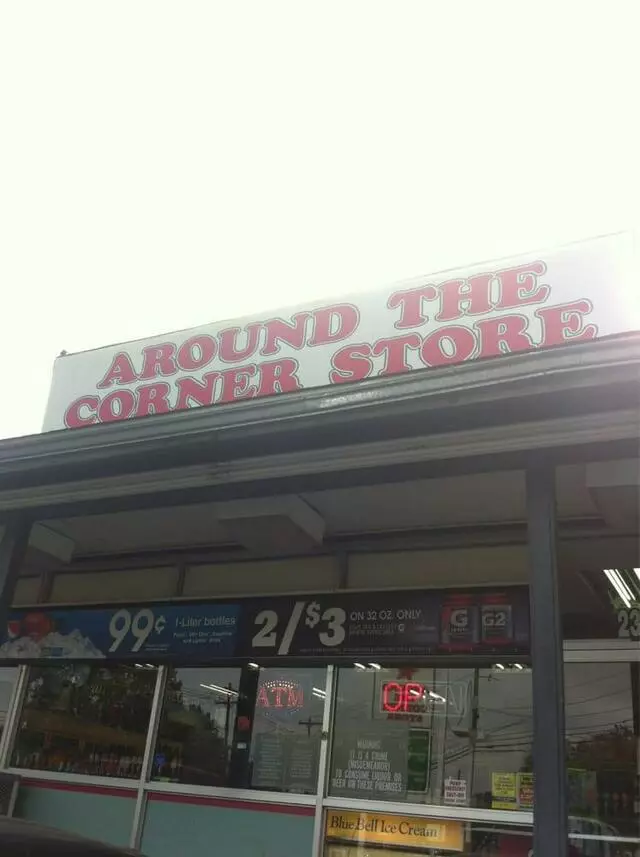 AROUND THE
CORNER STORE
99¢
1-Liter bottles
2/$3
ON 32 OZ. ONLY
G
G2
23
ATM
OPEN
WARNING
IT IS A CRIME
(MISDEMEANOR)
TO CONSUME LIQUOR OR
BEER ON THESE PREMISES
Blue Bell Ice Cream